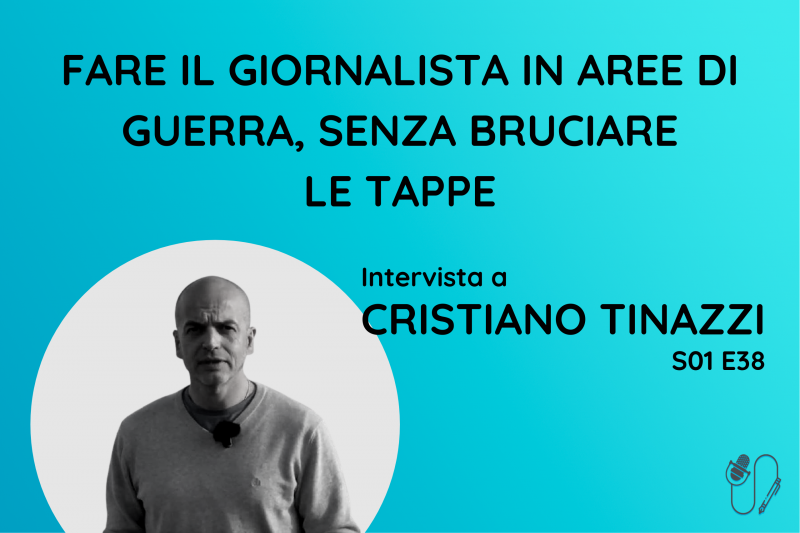 FARE IL GIORNALISTA IN AREE DI
GUERRA, SENZA BRUCIARE
LE TAPPE
Intervista a
CRISTIANO TINAZZI
S01 E38